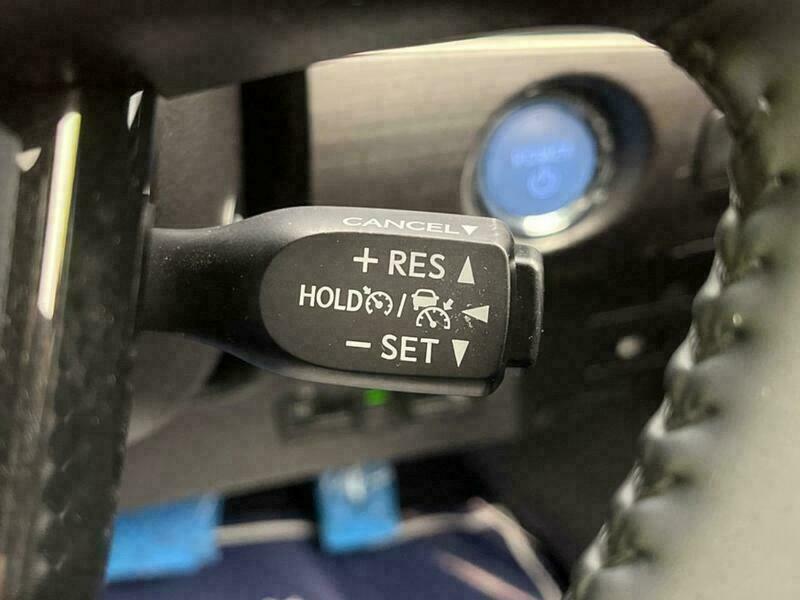 CANCEL▼
+ RES ▲
HOLD /
− SET ▼